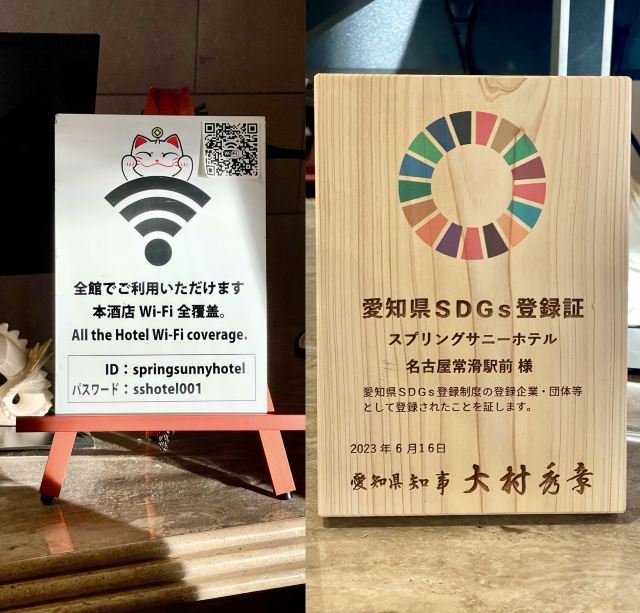 全館でご利用いただけます
本酒店 Wi-Fi 全覆盖。
All the Hotel Wi-Fi coverage.
ID：springsunnyhotel
パスワード：sshotel001
愛知県SDGs登録証
スプリングサニーホテル
名古屋常滑駅前 様
愛知県SDGs登録制度の登録企業・団体等
として登録されたことを証します。
2023 年 6 月16日
愛知県知事 大村秀章